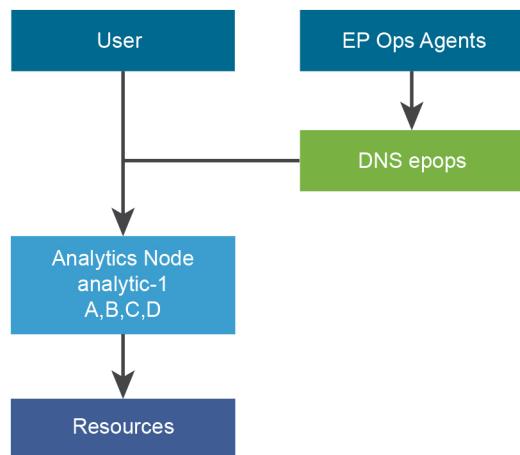 User
EP Ops Agents
DNS epops
Analytics Node
analytic-1
A,B,C,D
Resources